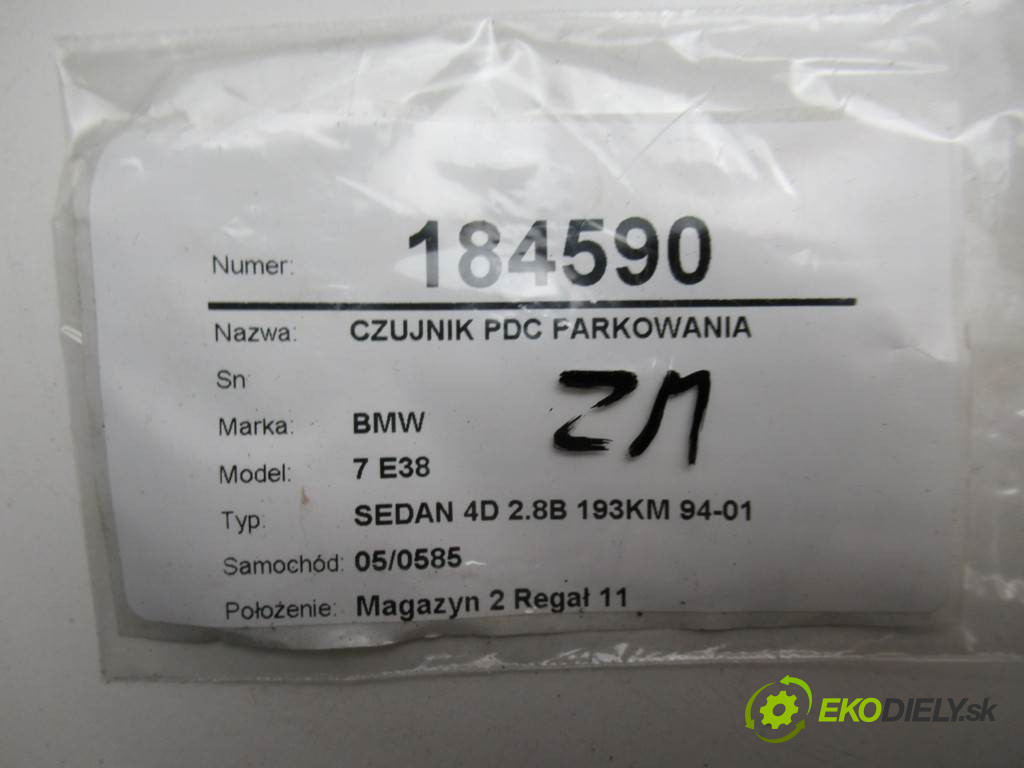 Numer: 184590
Nazwa: CZUJNIK PDC PARKOWANIA
Sn:
ZM
Marka: BMW
Model: 7 E38
Typ: SEDAN 4D 2.8B 193KM 94-01
Samochód: 05/0585
Położenie: Magazyn 2 Regał 11
EKODIELY.sk